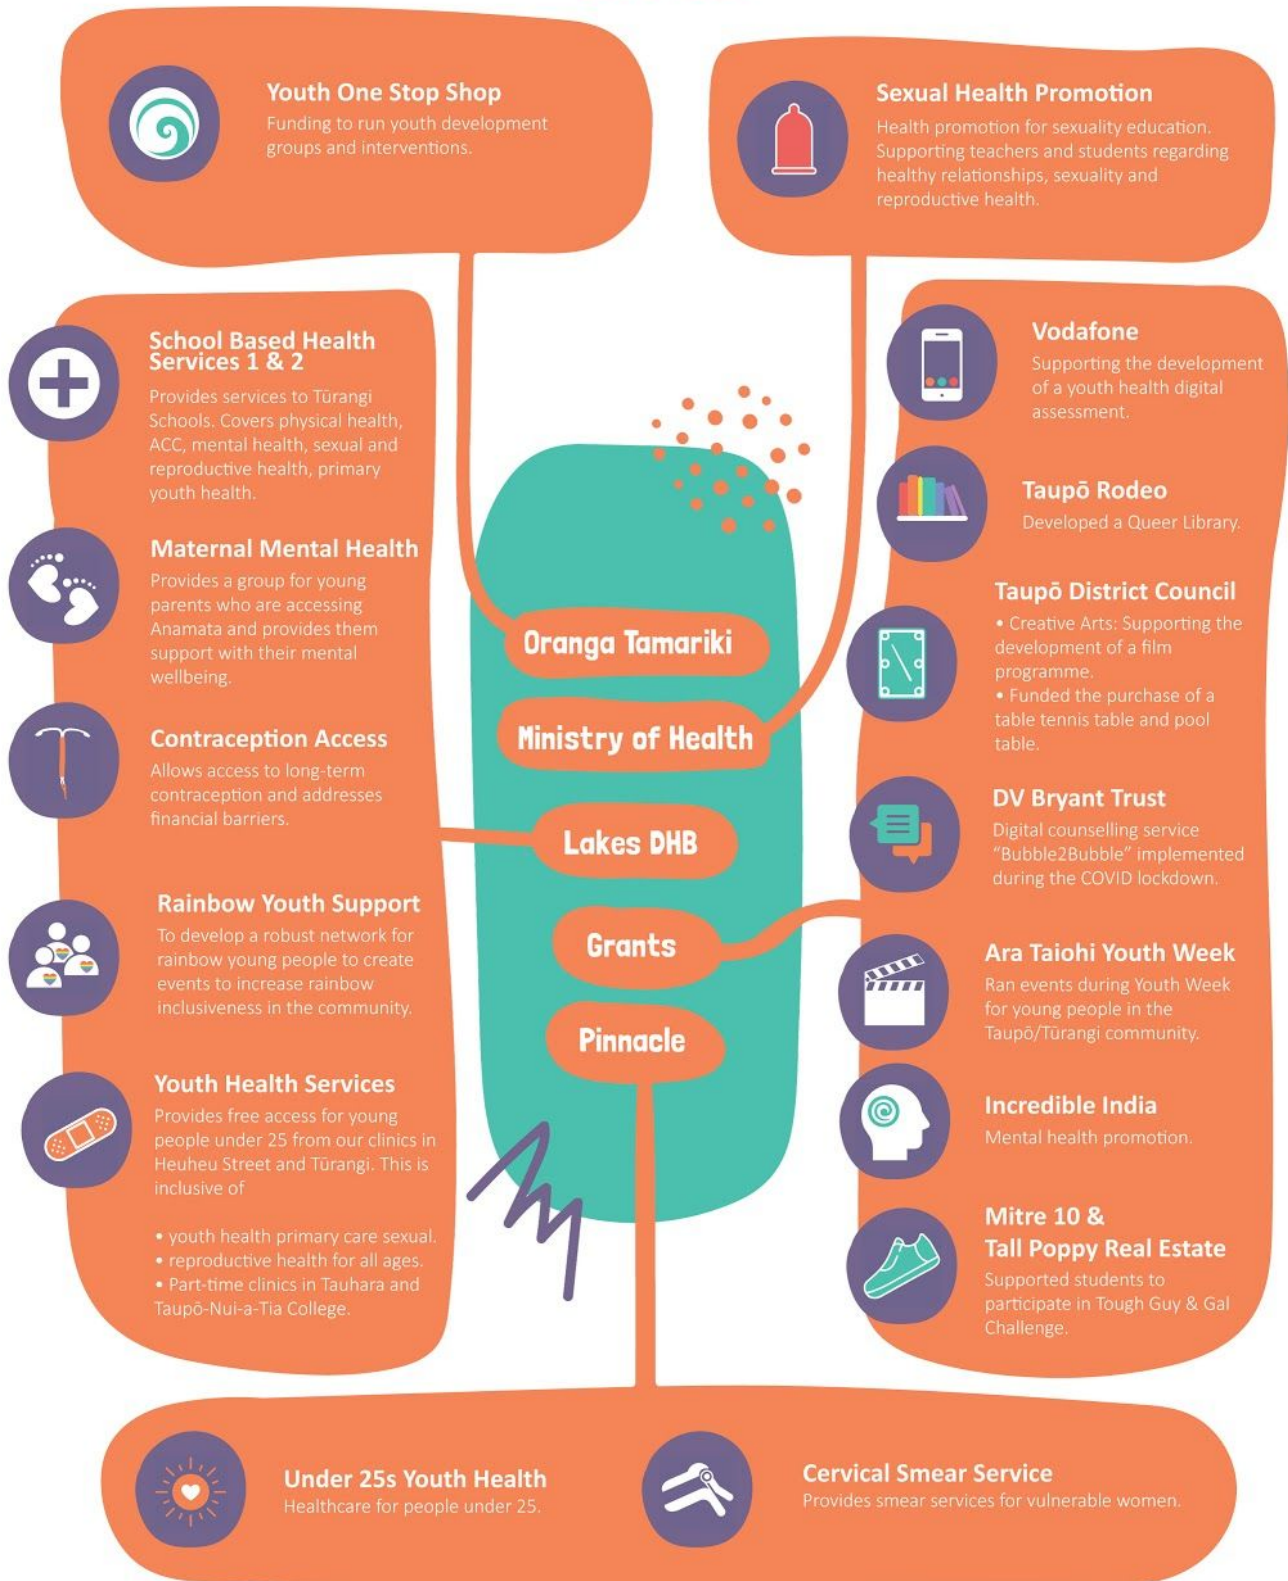 Youth One Stop Shop
Funding to run youth development
groups and interventions.
Sexual Health Promotion
Health promotion for sexuality education.
Supporting teachers and students regarding
healthy relationships, sexuality and
reproductive health.
School Based Health
Services 1 & 2
Provides services to Tūrangi
Schools. Covers physical health,
ACC, mental health, sexual and
reproductive health, primary
youth health.
Maternal Mental Health
Provides a group for young
parents who are accessing
Anamata and provides them
support with their mental
wellbeing.
Contraception Access
Allows access to long-term
contraception and addresses
financial barriers.
Rainbow Youth Support
To develop a robust network for
rainbow young people to create
events to increase rainbow
inclusiveness in the community.
Youth Health Services
Provides free access for young
people under 25 from our clinics in
Heuheu Street and Tūrangi. This is
inclusive of
• youth health primary care sexual.
• reproductive health for all ages.
• Part-time clinics in Tauhara and
Taupō-Nui-a-Tia College.
Oranga Tamariki
Ministry of Health
Lakes DHB
Grants
Pinnacle
Vodafone
Supporting the development
of a youth health digital
assessment.
Taupō Rodeo
Developed a Queer Library.
Taupō District Council
• Creative Arts: Supporting the
development of a film
programme.
• Funded the purchase of a
table tennis table and pool
table.
DV Bryant Trust
Digital counselling service
“Bubble2Bubble” implemented
during the COVID lockdown.
Ara Taiohi Youth Week
Ran events during Youth Week
for young people in the
Taupō/Tūrangi community.
Incredible India
Mental health promotion.
Mitre 10 &
Tall Poppy Real Estate
Supported students to
participate in Tough Guy & Gal
Challenge.
Under 25s Youth Health
Healthcare for people under 25.
Cervical Smear Service
Provides smear services for vulnerable women.